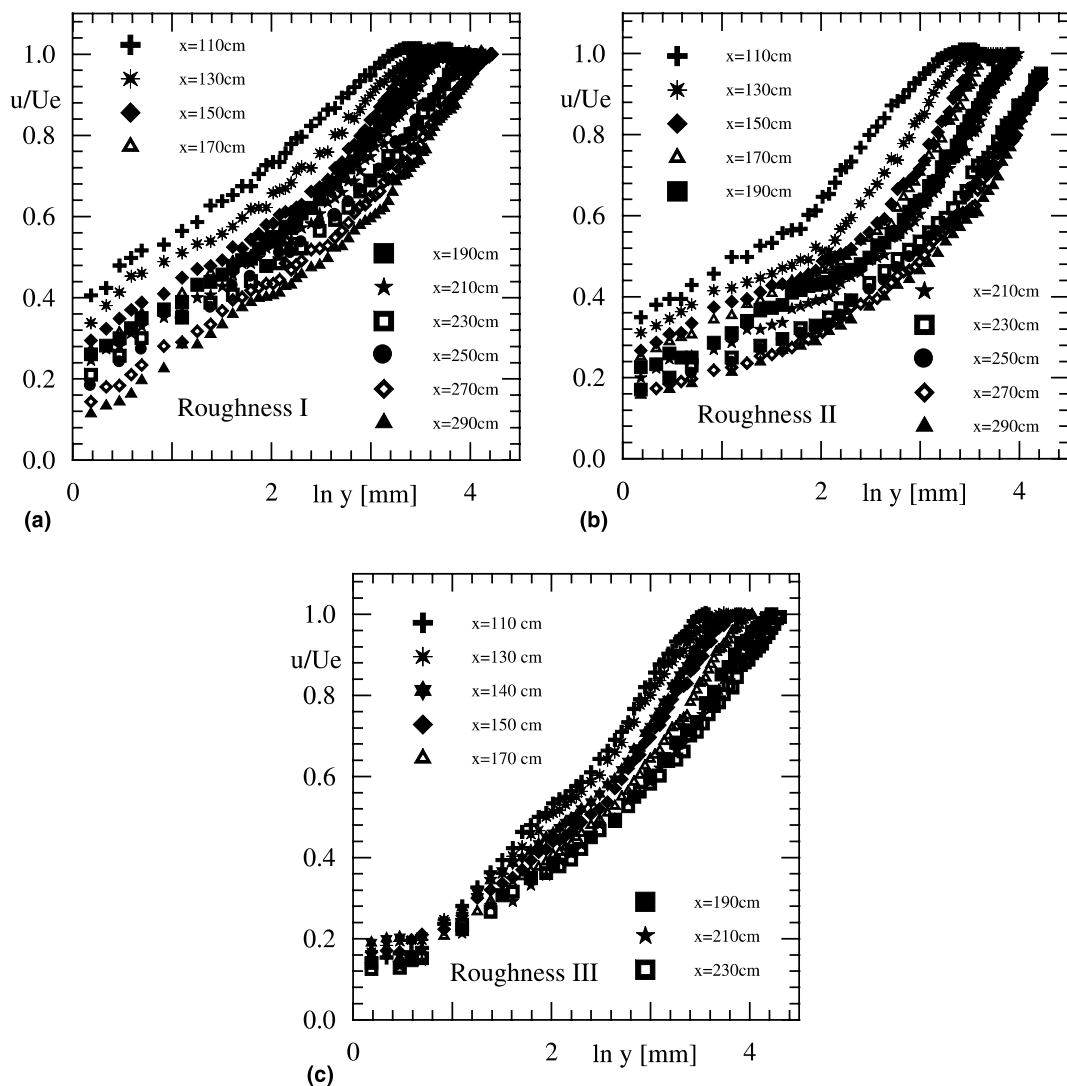 x=110cm
1.0
u/Ue
x=130cm
x=150cm
0.8
x=170cm
0.6
x=190cm
x=210cm
0.4
x=230cm
x=250cm
0.2
x=270cm
Roughness I
x=290cm
0.0
0
2
ln y [mm]
4
(a)
x=110cm
1.0
u/Ue
x=130cm
x=150cm
0.8
x=170cm
x=190cm
0.6
0.4
x=210cm
x=230cm
x=250cm
0.2
x=270cm
Roughness II
x=290cm
0.0
0
2
ln y [mm]
4
(b)
x=110 cm
1.0
u/Ue
x=130 cm
x=140 cm
0.8
x=150 cm
x=170 cm
0.6
0.4
x=190cm
x=210cm
0.2
Roughness III
x=230cm
0.0
0
2
ln y [mm]
4
(c)